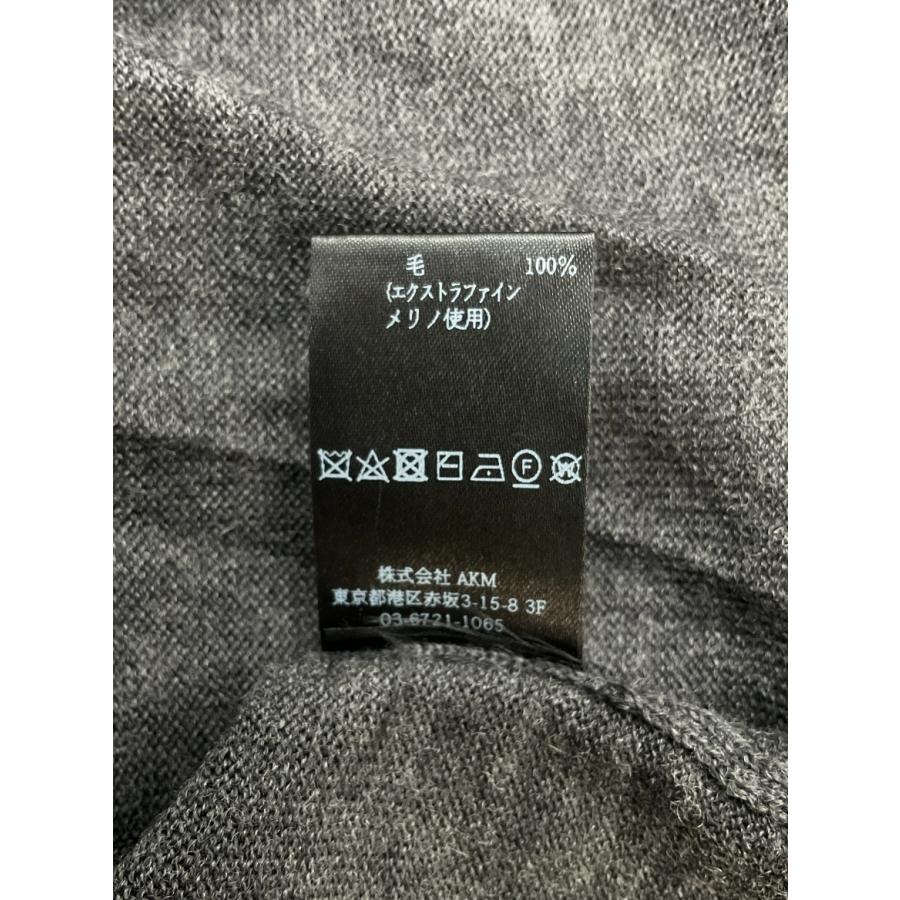 毛 100%
(エクストラファイン
メリノ使用)
F
W
株式会社 AKM
東京都港区赤坂3-15-8 3F
03-6721-1065